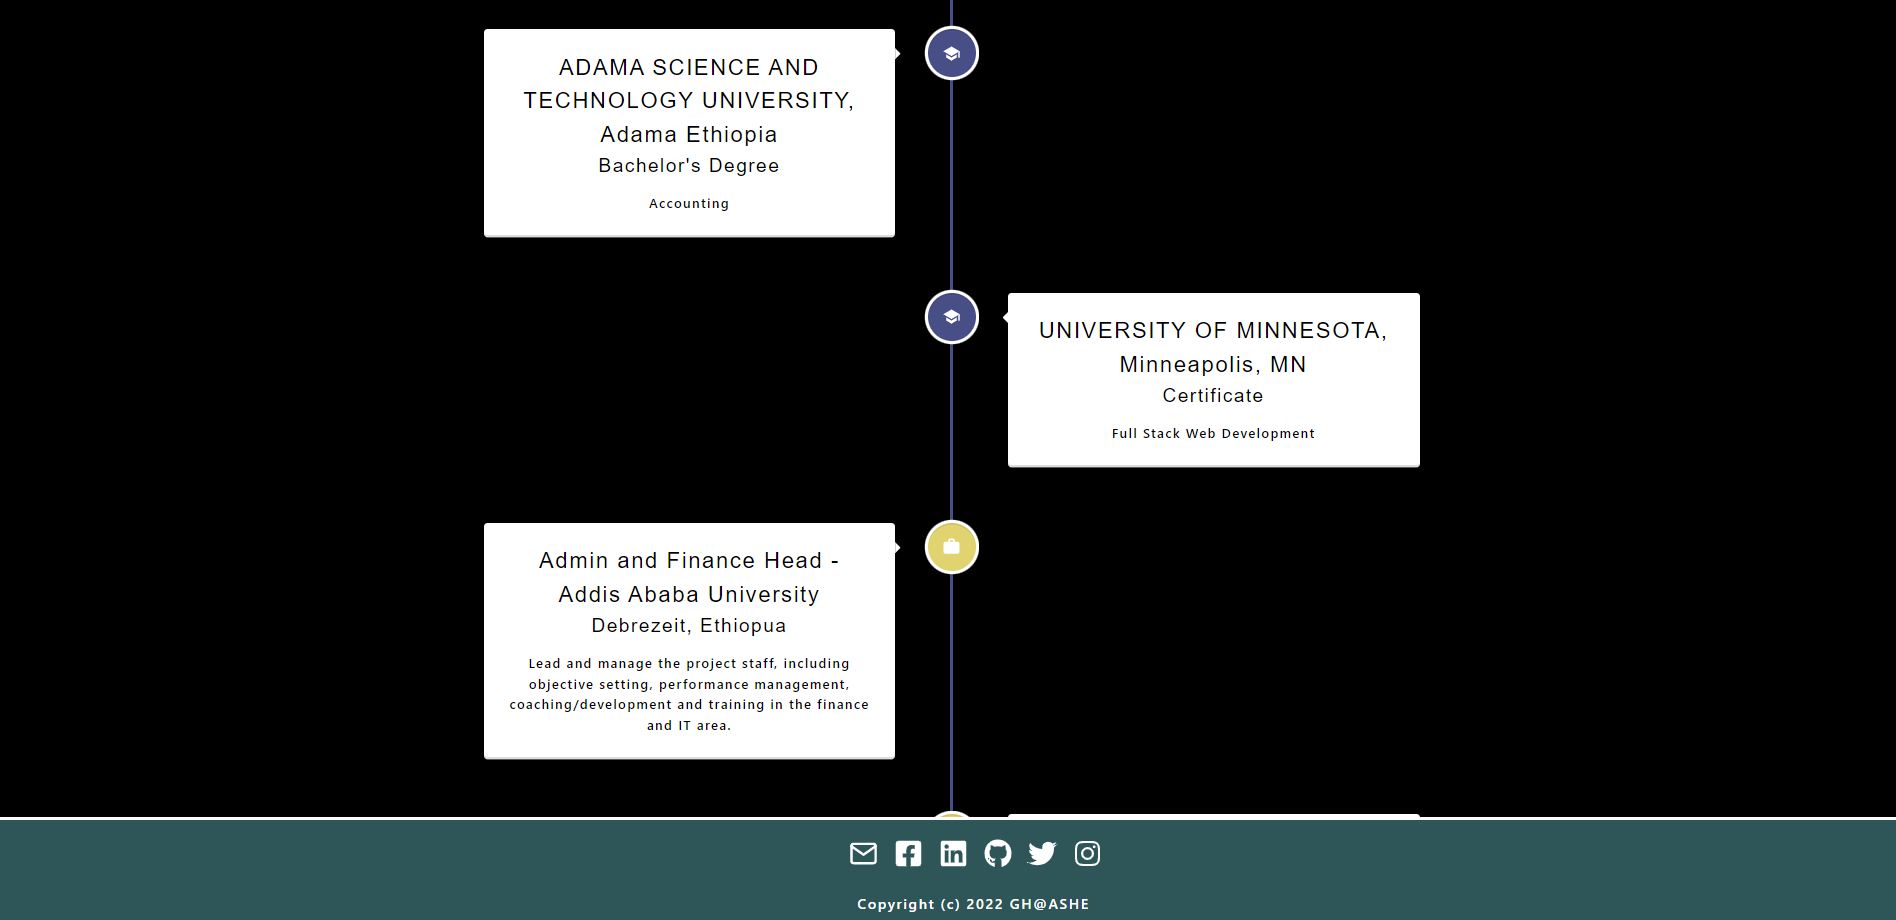 ADAMA SCIENCE AND
TECHNOLOGY UNIVERSITY,
Adama Ethiopia
Bachelor's Degree
Accounting
UNIVERSITY OF MINNESOTA,
Minneapolis, MN
Certificate
Full Stack Web Development
Admin and Finance Head -
Addis Ababa University
Debrezeit, Ethiopua
Lead and manage the project staff, including
objective setting, performance management,
coaching/development and training in the finance
and IT area.
Copyright (c) 2022 GH@ASHE